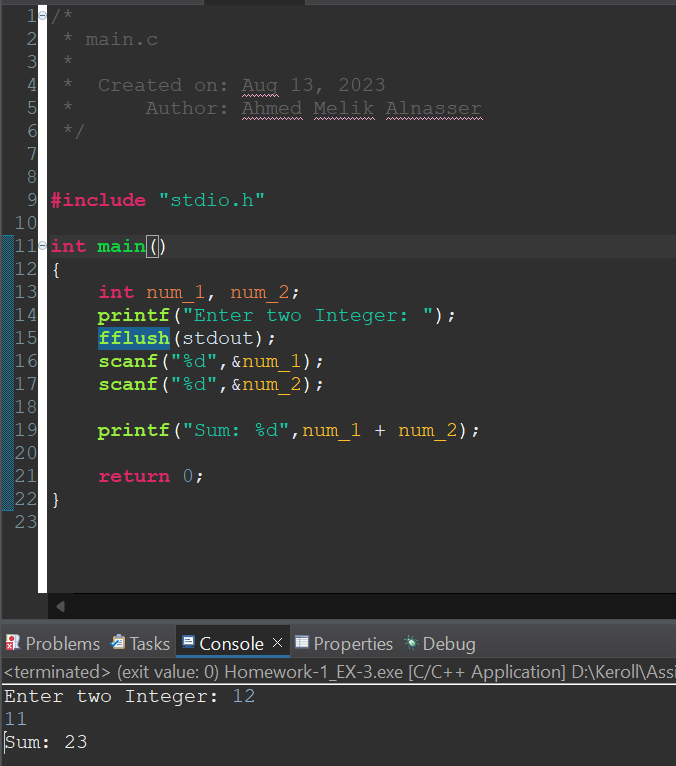 1 /*
2  * main.c
3  *
4  *  Created on: Aug 13, 2023
5  *      Author: Ahmed Melik Alnasser
6  */
7
8
9 #include "stdio.h"
10
11 int main()
12 {
13     int num_1, num_2;
14     printf("Enter two Integer: ");
15     fflush(stdout);
16     scanf("%d",&num_1);
17     scanf("%d",&num_2);
18
19     printf("Sum: %d",num_1 + num_2);
20
21     return 0;
22 }
23
Problems Tasks Console Properties Debug
<terminated> (exit value: 0) Homework-1_EX-3.exe [C/C++ Application] D:\Keroll\Assi
Enter two Integer: 12
11
Sum: 23